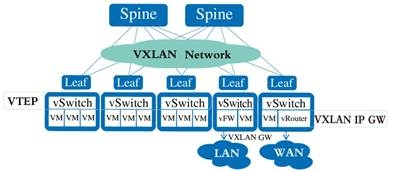 Spine Spine
VXLAN Network
Leaf Leaf Leaf Leaf Leaf
VTEP vSwitch vSwitch vSwitch vSwitch vSwitch
VM VM VM VM VM VM VM VM VM vFW VM VM vRouter VXLAN IP GW
VXLAN GW
LAN WAN